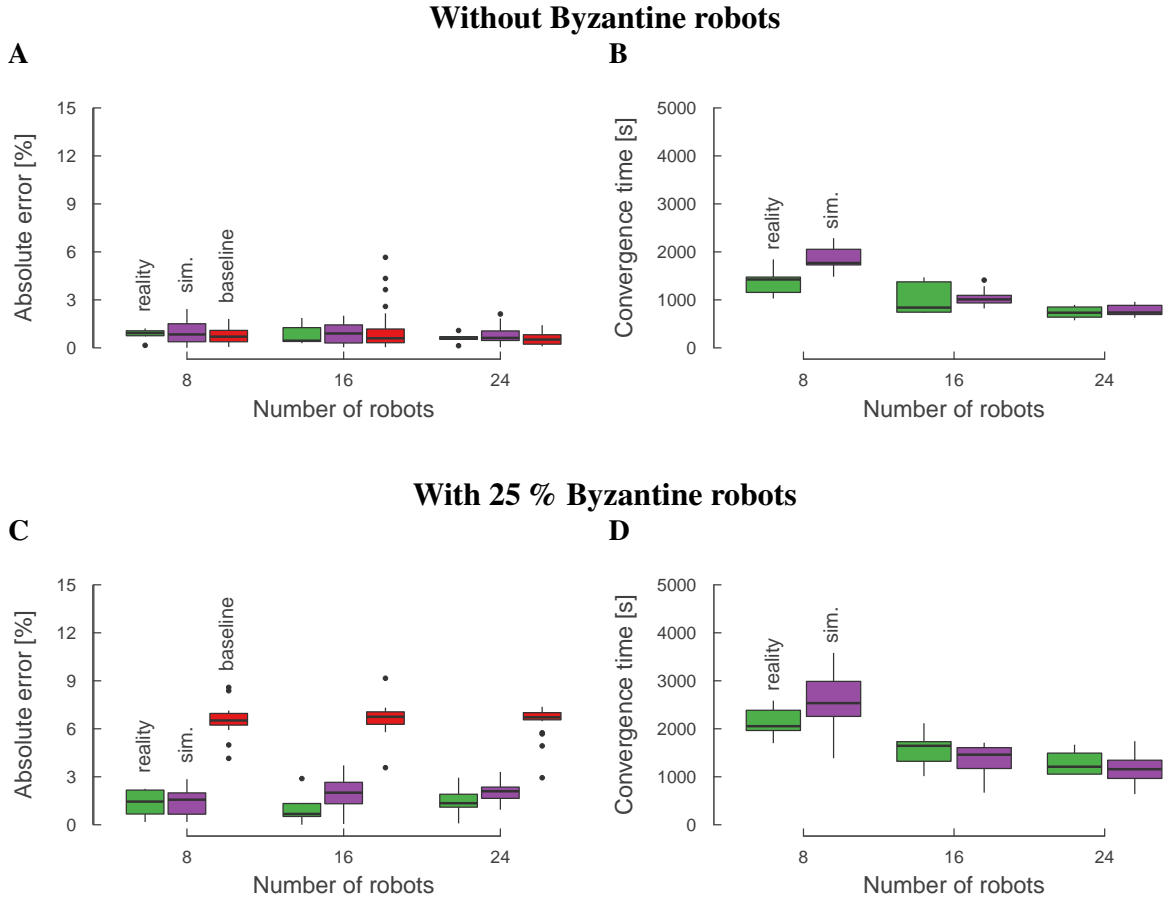 Without Byzantine robots
A
B
Absolute error [%]
15
12
9
6
3
0
reality
sim.
baseline
8
16
24
Number of robots
Convergence time [s]
5000
4000
3000
2000
1000
0
reality
sim.
8
16
24
Number of robots
With 25 % Byzantine robots
C
D
Absolute error [%]
15
12
9
6
3
0
reality
sim.
baseline
8
16
24
Number of robots
Convergence time [s]
5000
4000
3000
2000
1000
0
reality
sim.
8
16
24
Number of robots